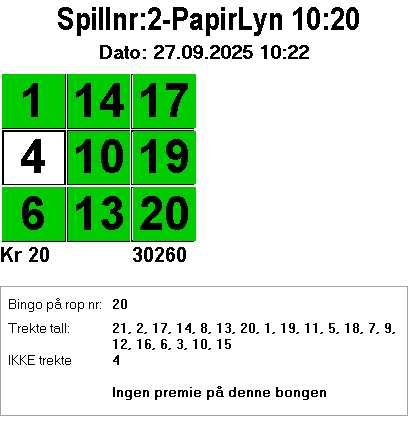 Spillnr:2-PapirLyn 10:20
Dato: 27.09.2025 10:22
1 14 17
4 10 19
6 13 20
Kr 20 30260
Bingo på rop nr: 20
Trekte tall: 21, 2, 17, 14, 8, 13, 20, 1, 19, 11, 5, 18, 7, 9,
12, 16, 6, 3, 10, 15
IKKE trekte 4
Ingen premie på denne bongen